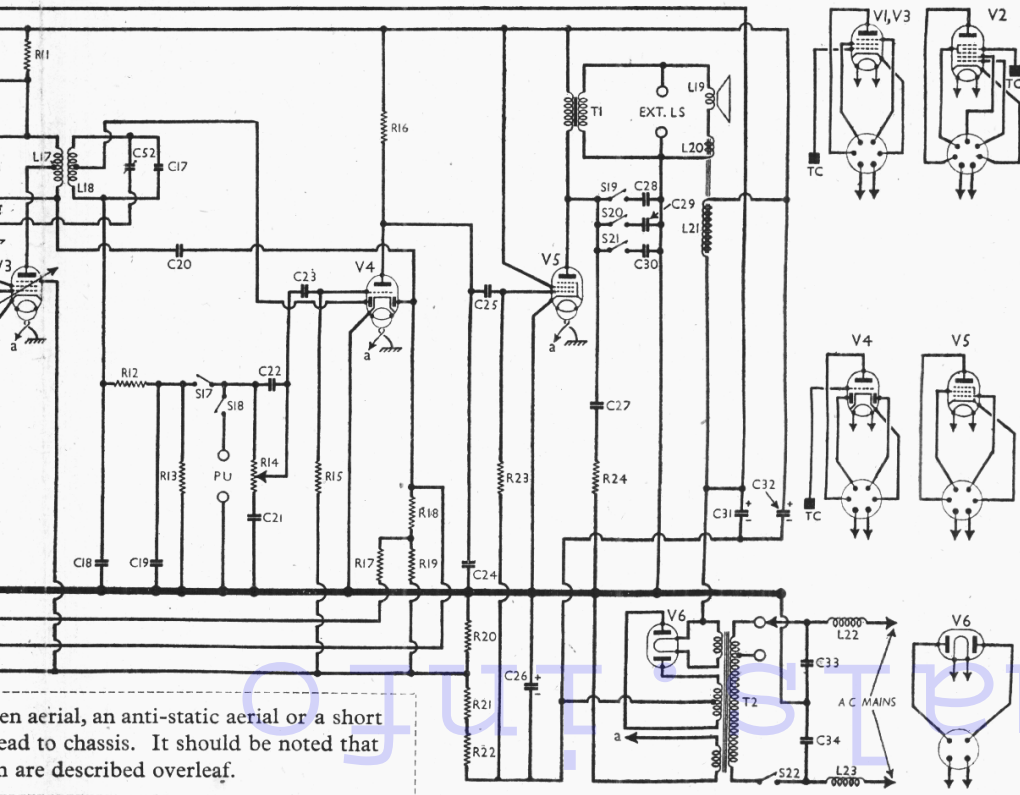 V1,V3
V2
R11
L19
T1
EXT. LS
TC
R16
L20
L17
C52
C17
TC
L18
S19
C28
C29
S20
L21
S21
C30
C20
V3
C23
V4
V5
C25
a
a
a
V4
V5
R12
C22
S17
S18
C27
R13
PU
R14
R15
R23
R24
C31
C32
+
-
+
-
TC
C21
R18
C18
C19
R17
R19
C24
V6
V6
R20
L22
C33
C26
+
-
T2
A C MAINS
R21
a
C34
R22
S22
L23
en aerial, an anti-static aerial or a short
ead to chassis. It should be noted that
n are described overleaf.